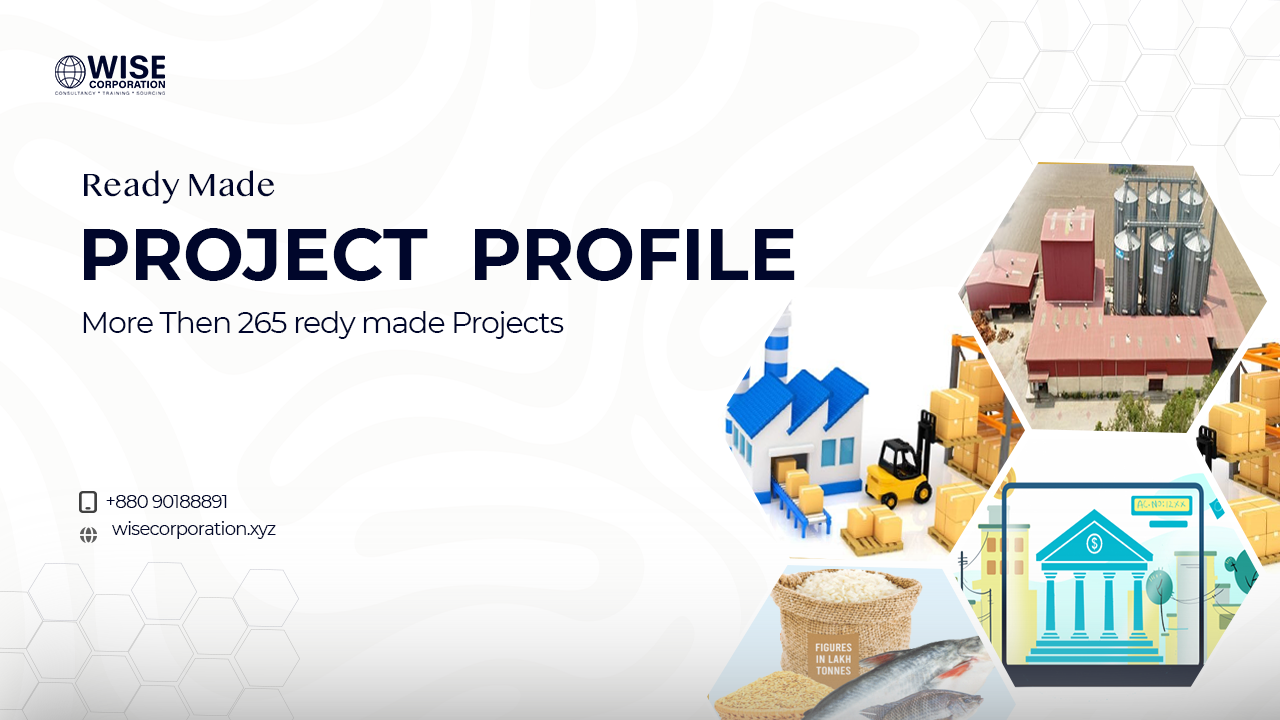 WISE
CORPORATION
CONSULTANCY * TRAINING * SOURCING
Ready Made
PROJECT PROFILE
More Then 265 redy made Projects
+880 90188891
wisecorporation.xyz
FIGURES
IN LAKH
TONNES